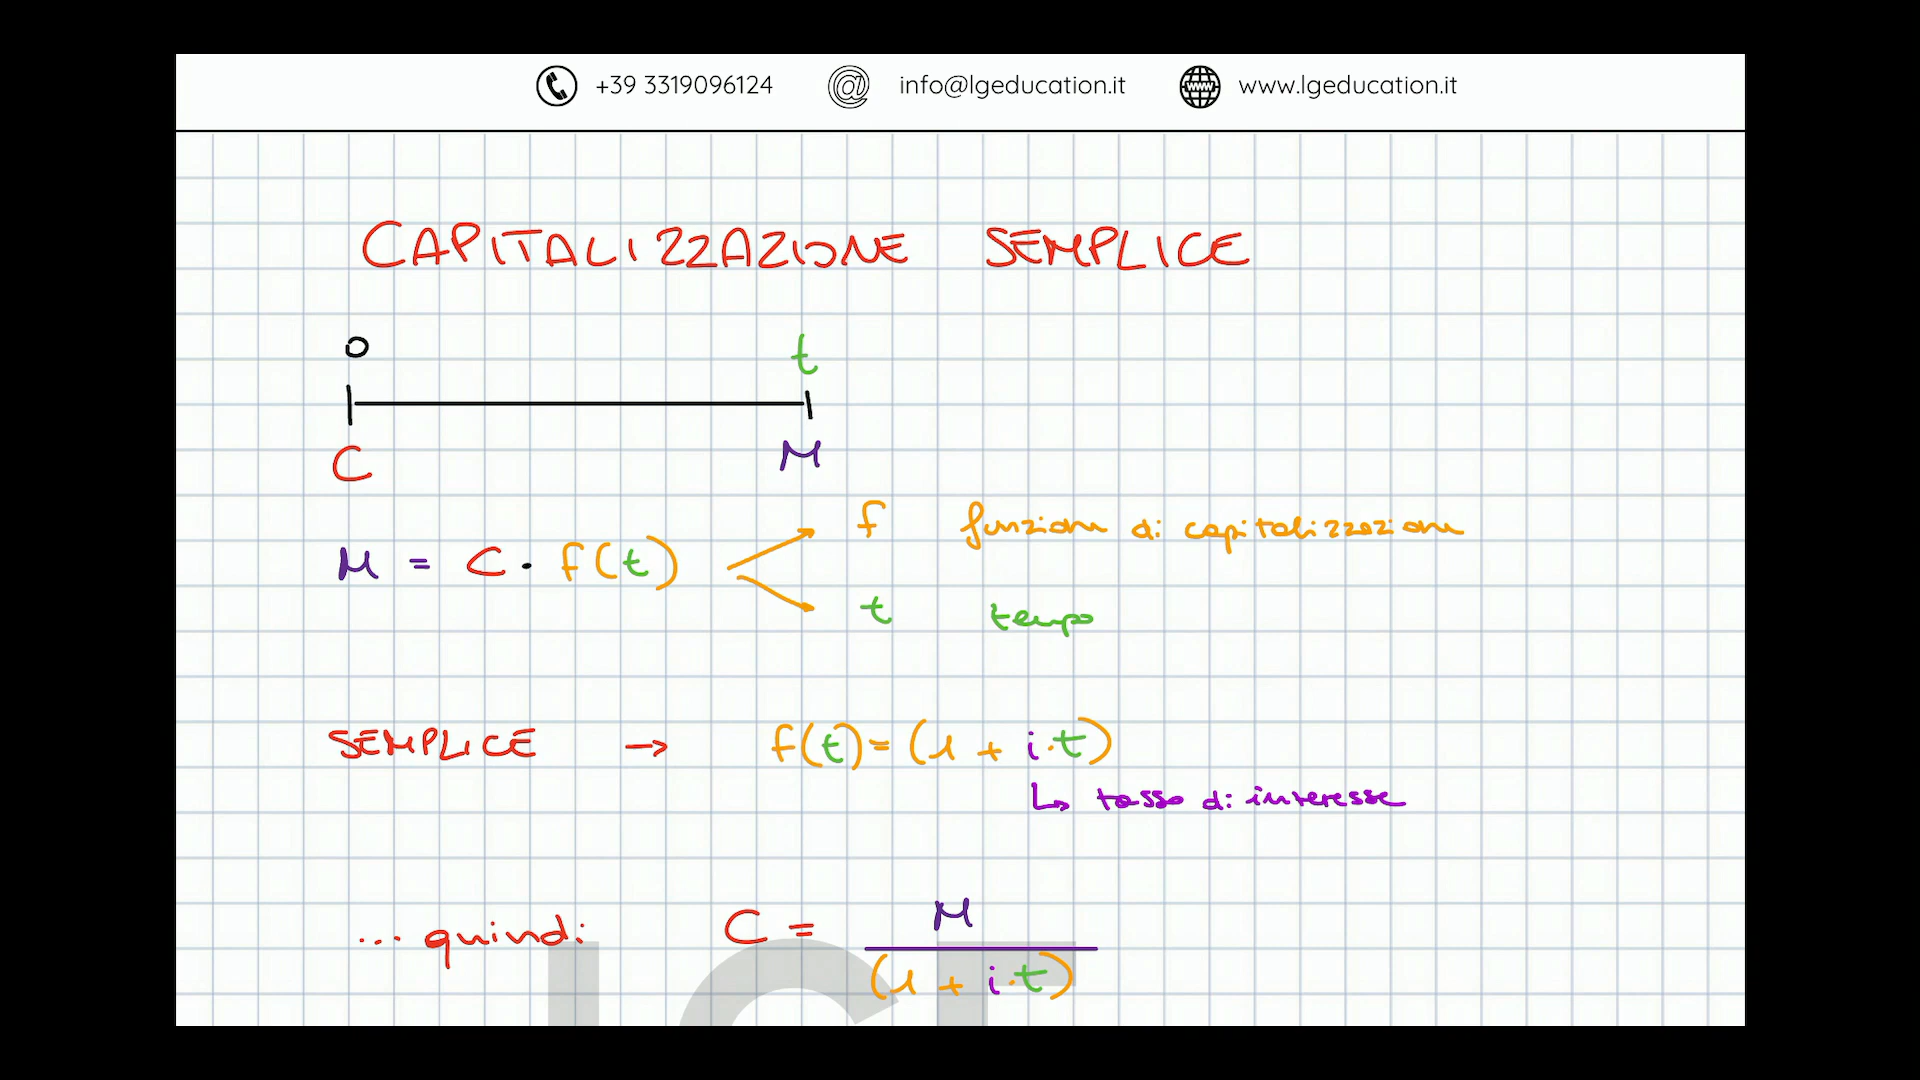 +39 3319096124 info@lgeducation.it www.lgeducation.it
CAPITALIZZAZIONE SEMPLICE
0 t
C M
M = C · f(t)
f funzione di capitalizzazione
t tempo
SEMPLICE → f(t) = (1 + i·t)
↳ tasso di interesse
... quindi C = M
(1 + i·t)